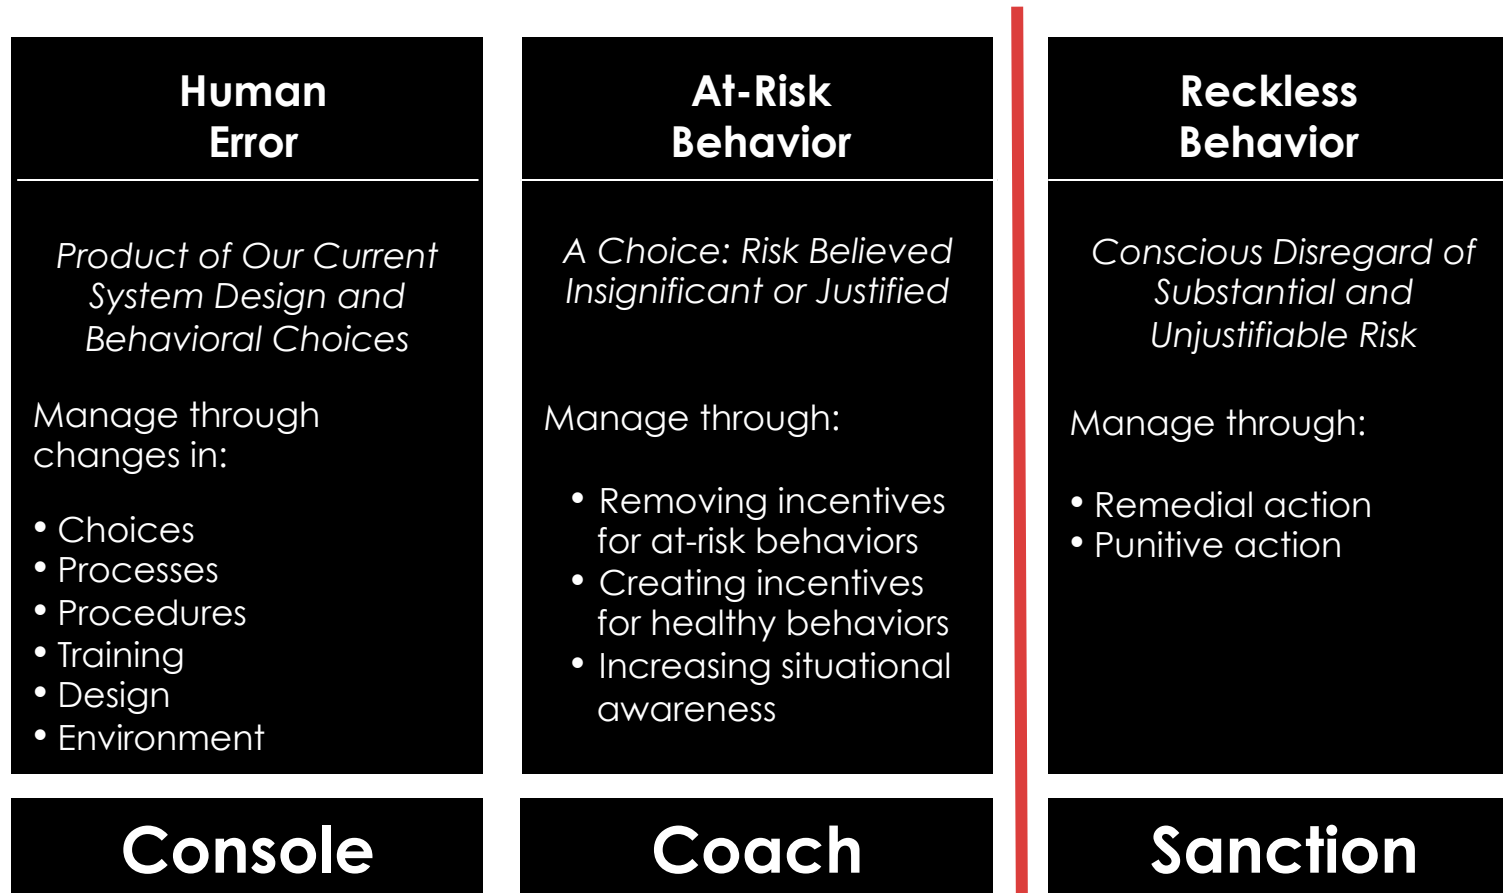 Human
Error
Product of Our Current
System Design and
Behavioral Choices
Manage through
changes in:
• Choices
• Processes
• Procedures
• Training
• Design
• Environment
Console
At-Risk
Behavior
A Choice: Risk Believed
Insignificant or Justified
Manage through:
• Removing incentives
for at-risk behaviors
• Creating incentives
for healthy behaviors
• Increasing situational
awareness
Coach
Reckless
Behavior
Conscious Disregard of
Substantial and
Unjustifiable Risk
Manage through:
• Remedial action
• Punitive action
Sanction